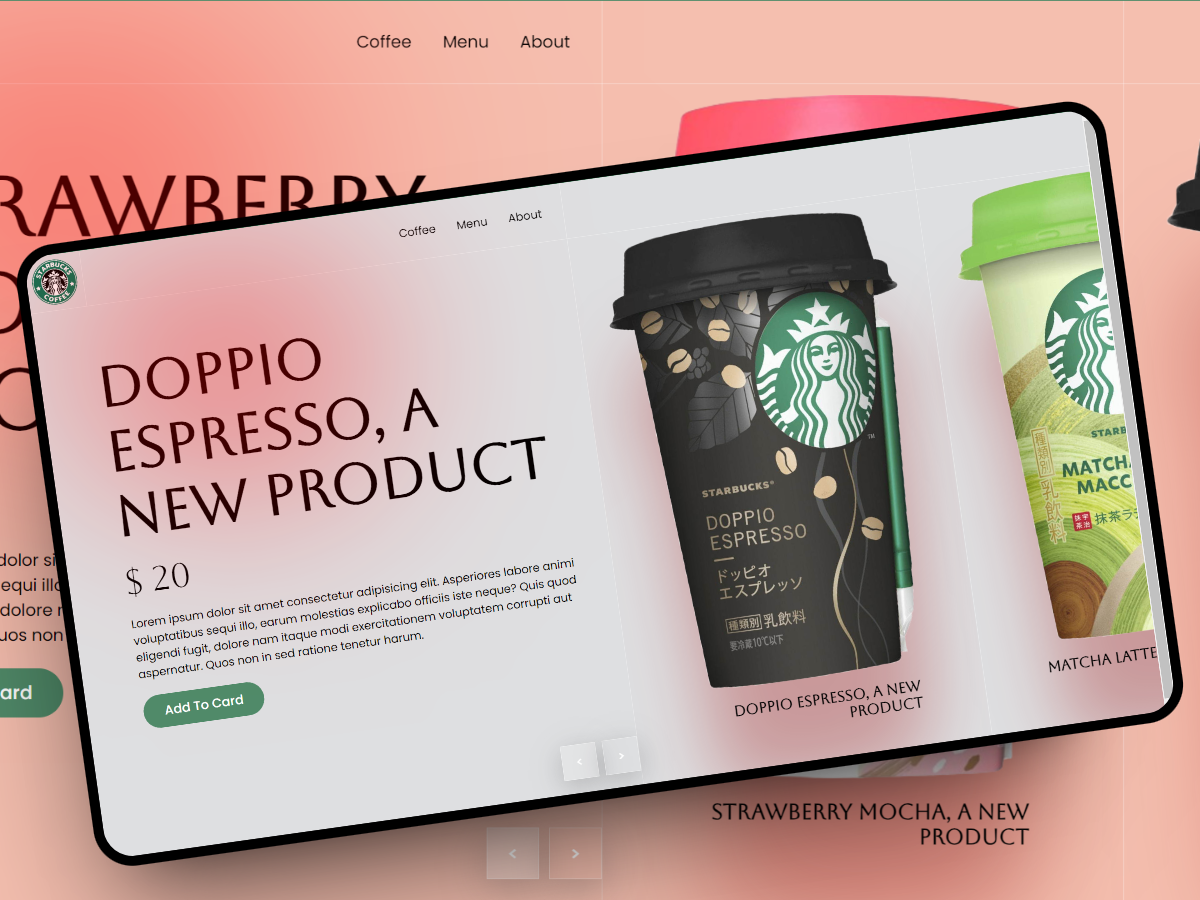 Coffee Menu About
RAWBERRY
STARBUCKS
COFFEE
Coffee Menu About
DOPPIO
ESPRESSO, A
NEW PRODUCT
$ 20
Lorem ipsum dolor sit amet consectetur adipisicing elit. Asperiores labore animi
voluptatibus sequi illo, earum molestias explicabo officiis iste neque? Quis quod
eligendi fugit, dolore nam itaque modi exercitationem voluptatem corrupti aut
aspernatur. Quos non in sed ratione tenetur harum.
Add To Card
<
>
TM
STARBUCKS®
DOPPIO
ESPRESSO
ドッピオ
エスプレッソ
種類別 乳飲料
要冷蔵10℃以下
DOPPIO ESPRESSO, A NEW
PRODUCT
STARB
MATCH
MACC
抹茶ラ
種類別 乳飲料
MATCHA LATTE
dolor si
equi illo
dolore n
uos non
ard
STRAWBERRY MOCHA, A NEW
PRODUCT
<
>